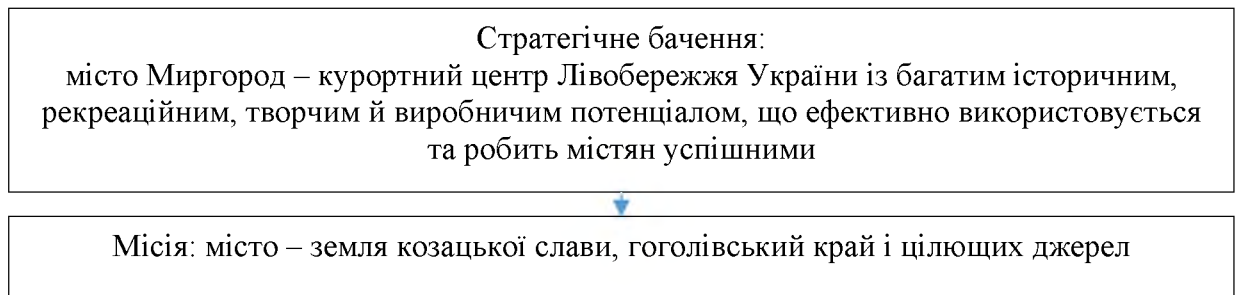 Стратегічне бачення:
місто Миргород – курортний центр Лівобережжя України із багатим історичним,
рекреаційним, творчим й виробничим потенціалом, що ефективно використовується
та робить містян успішними
Місія: місто – земля козацької слави, гоголівський край і цілющих джерел